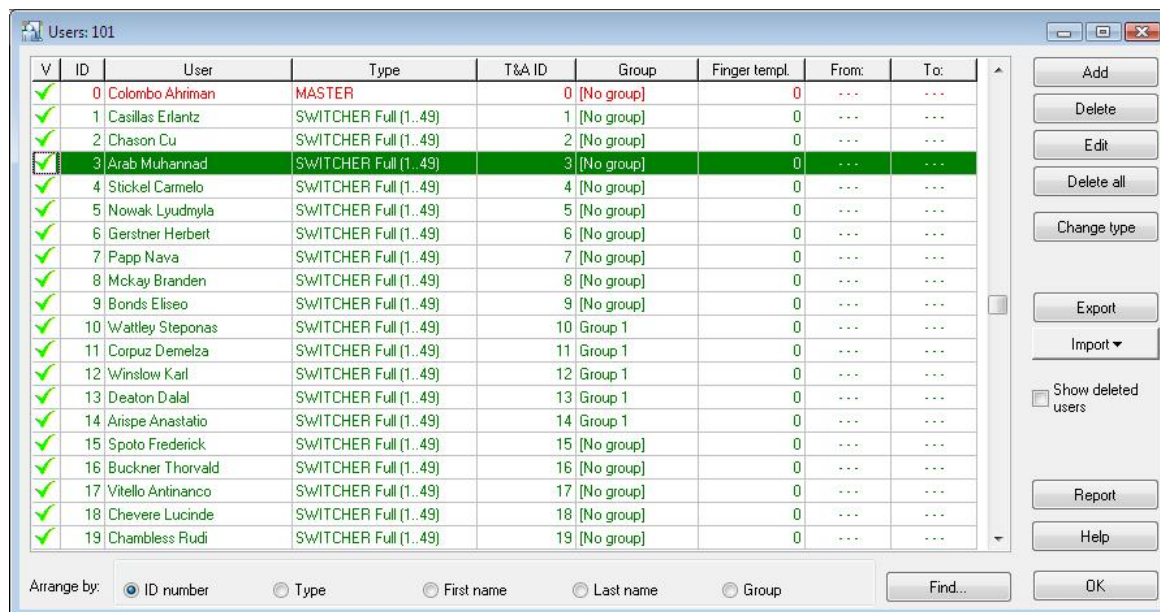 Users: 101
V ID User Type T&A ID Group Finger templ. From: To:
0 Colombo Ahriman MASTER 0 [No group] 0 - - - - - -
1 Casillas Erlantz SWITCHER Full (1..49) 1 [No group] 0 - - - - - -
2 Chason Cu SWITCHER Full (1..49) 2 [No group] 0 - - - - - -
3 Arab Muhannad SWITCHER Full (1..49) 3 [No group] 0 - - - - - -
4 Stickel Carmelo SWITCHER Full (1..49) 4 [No group] 0 - - - - - -
5 Nowak Lyudmyla SWITCHER Full (1..49) 5 [No group] 0 - - - - - -
6 Gerstner Herbert SWITCHER Full (1..49) 6 [No group] 0 - - - - - -
7 Papp Nava SWITCHER Full (1..49) 7 [No group] 0 - - - - - -
8 Mckay Branden SWITCHER Full (1..49) 8 [No group] 0 - - - - - -
9 Bonds Eliseo SWITCHER Full (1..49) 9 [No group] 0 - - - - - -
10 Wattley Steponas SWITCHER Full (1..49) 10 Group 1 0 - - - - - -
11 Corpuz Demelza SWITCHER Full (1..49) 11 Group 1 0 - - - - - -
12 Winslow Karl SWITCHER Full (1..49) 12 Group 1 0 - - - - - -
13 Deaton Dalal SWITCHER Full (1..49) 13 Group 1 0 - - - - - -
14 Arispe Anastatio SWITCHER Full (1..49) 14 Group 1 0 - - - - - -
15 Spoto Frederick SWITCHER Full (1..49) 15 [No group] 0 - - - - - -
16 Buckner Thorvald SWITCHER Full (1..49) 16 [No group] 0 - - - - - -
17 Vitello Antinanco SWITCHER Full (1..49) 17 [No group] 0 - - - - - -
18 Chevere Lucinde SWITCHER Full (1..49) 18 [No group] 0 - - - - - -
19 Chambless Rudi SWITCHER Full (1..49) 19 [No group] 0 - - - - - -
Add
Delete
Edit
Delete all
Change type
Export
Import
Show deleted
users
Report
Help
Arrange by: ID number Type First name Last name Group Find... OK